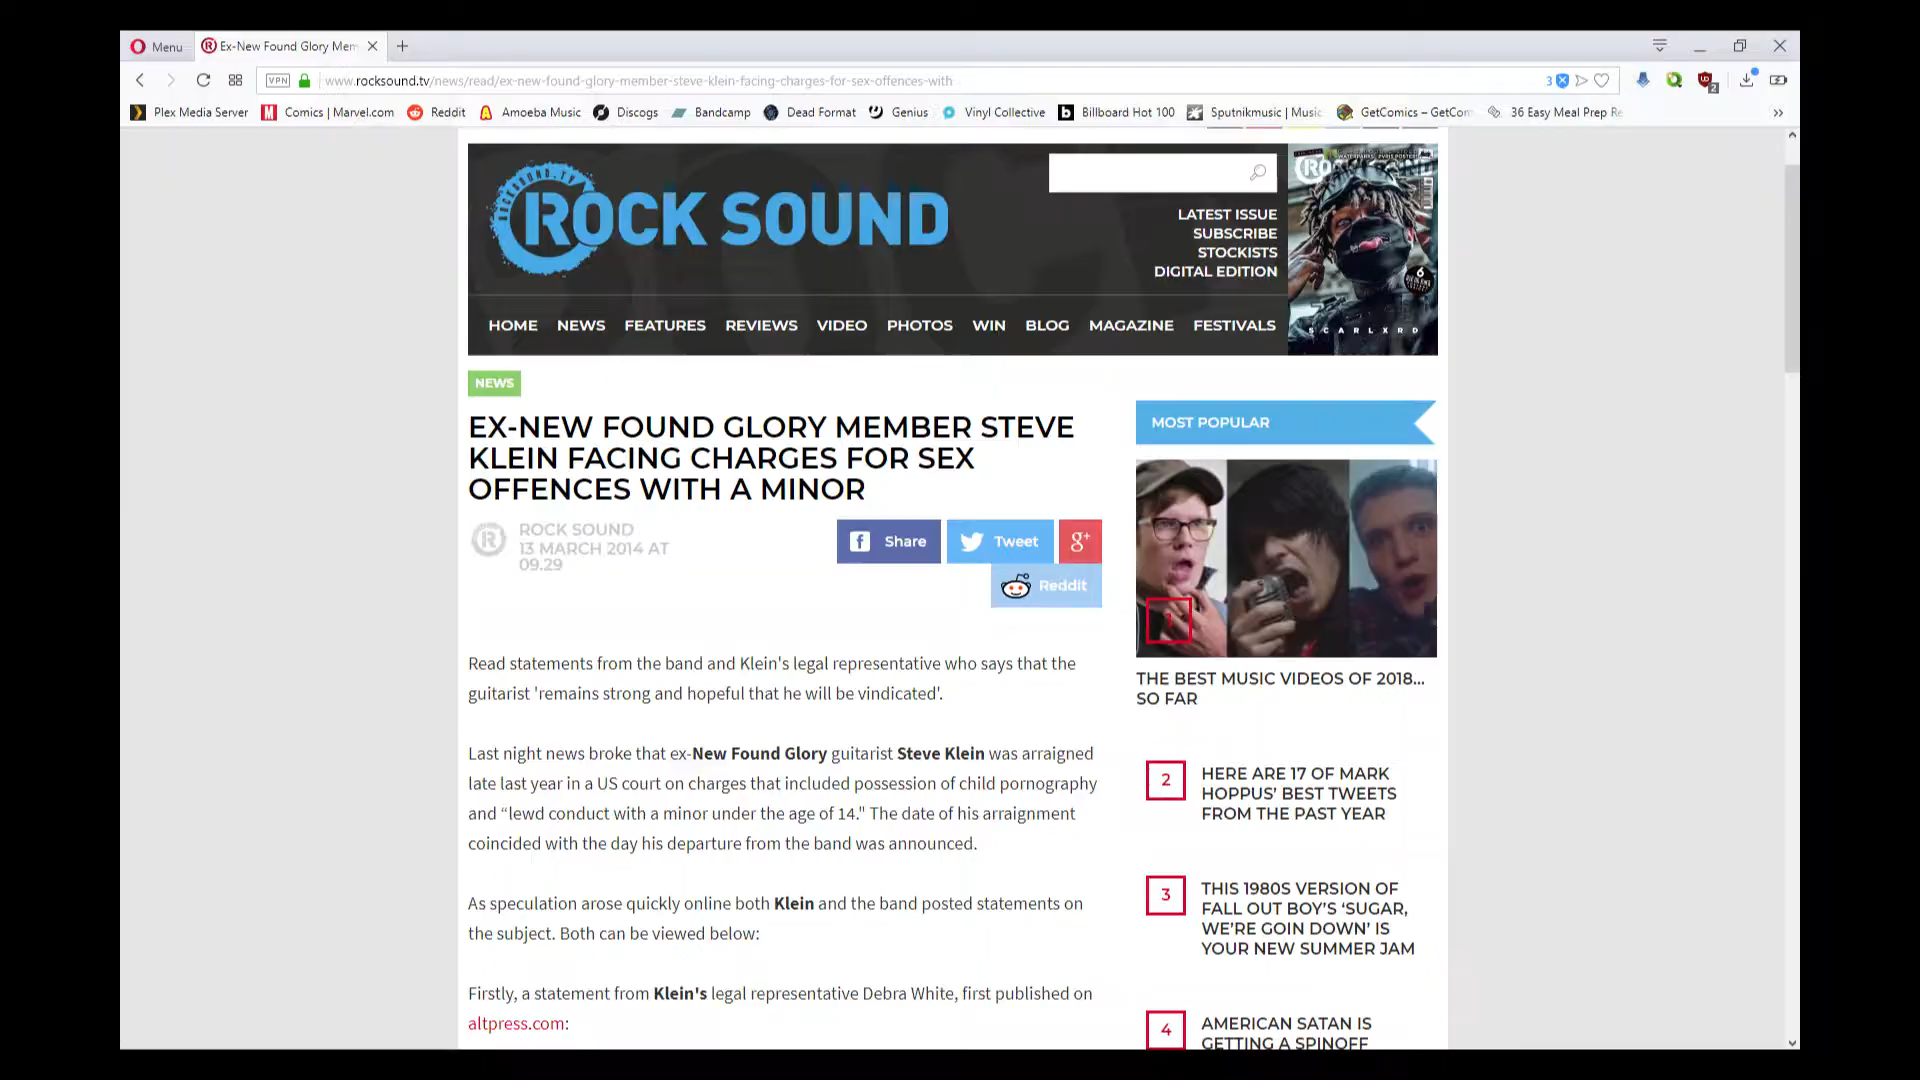 Menu
Ex-New Found Glory Mem
VPN
www.rocksound.tv/news/read/ex-new-found-glory-member-steve-klein-facing-charges-for-sex-offences-with
3
2
Plex Media Server
Comics | Marvel.com
Reddit
Amoeba Music
Discogs
Bandcamp
Dead Format
Genius
Vinyl Collective
Billboard Hot 100
Sputnikmusic | Music
GetComics – GetCom
36 Easy Meal Prep Re
ROCK SOUND
LATEST ISSUE
SUBSCRIBE
STOCKISTS
DIGITAL EDITION
SCARLXRD
HOME NEWS FEATURES REVIEWS VIDEO PHOTOS WIN BLOG MAGAZINE FESTIVALS
NEWS
EX-NEW FOUND GLORY MEMBER STEVE
KLEIN FACING CHARGES FOR SEX
OFFENCES WITH A MINOR
ROCK SOUND
13 MARCH 2014 AT
09.29
Share
Tweet
g+
Reddit
Read statements from the band and Klein's legal representative who says that the
guitarist 'remains strong and hopeful that he will be vindicated'.
Last night news broke that ex-New Found Glory guitarist Steve Klein was arraigned
late last year in a US court on charges that included possession of child pornography
and “lewd conduct with a minor under the age of 14." The date of his arraignment
coincided with the day his departure from the band was announced.
As speculation arose quickly online both Klein and the band posted statements on
the subject. Both can be viewed below:
Firstly, a statement from Klein's legal representative Debra White, first published on
altpress.com:
MOST POPULAR
1
THE BEST MUSIC VIDEOS OF 2018...
SO FAR
2
HERE ARE 17 OF MARK
HOPPUS’ BEST TWEETS
FROM THE PAST YEAR
3
THIS 1980S VERSION OF
FALL OUT BOY’S ‘SUGAR,
WE’RE GOIN DOWN’ IS
YOUR NEW SUMMER JAM
4
AMERICAN SATAN IS
GETTING A SPINOFF